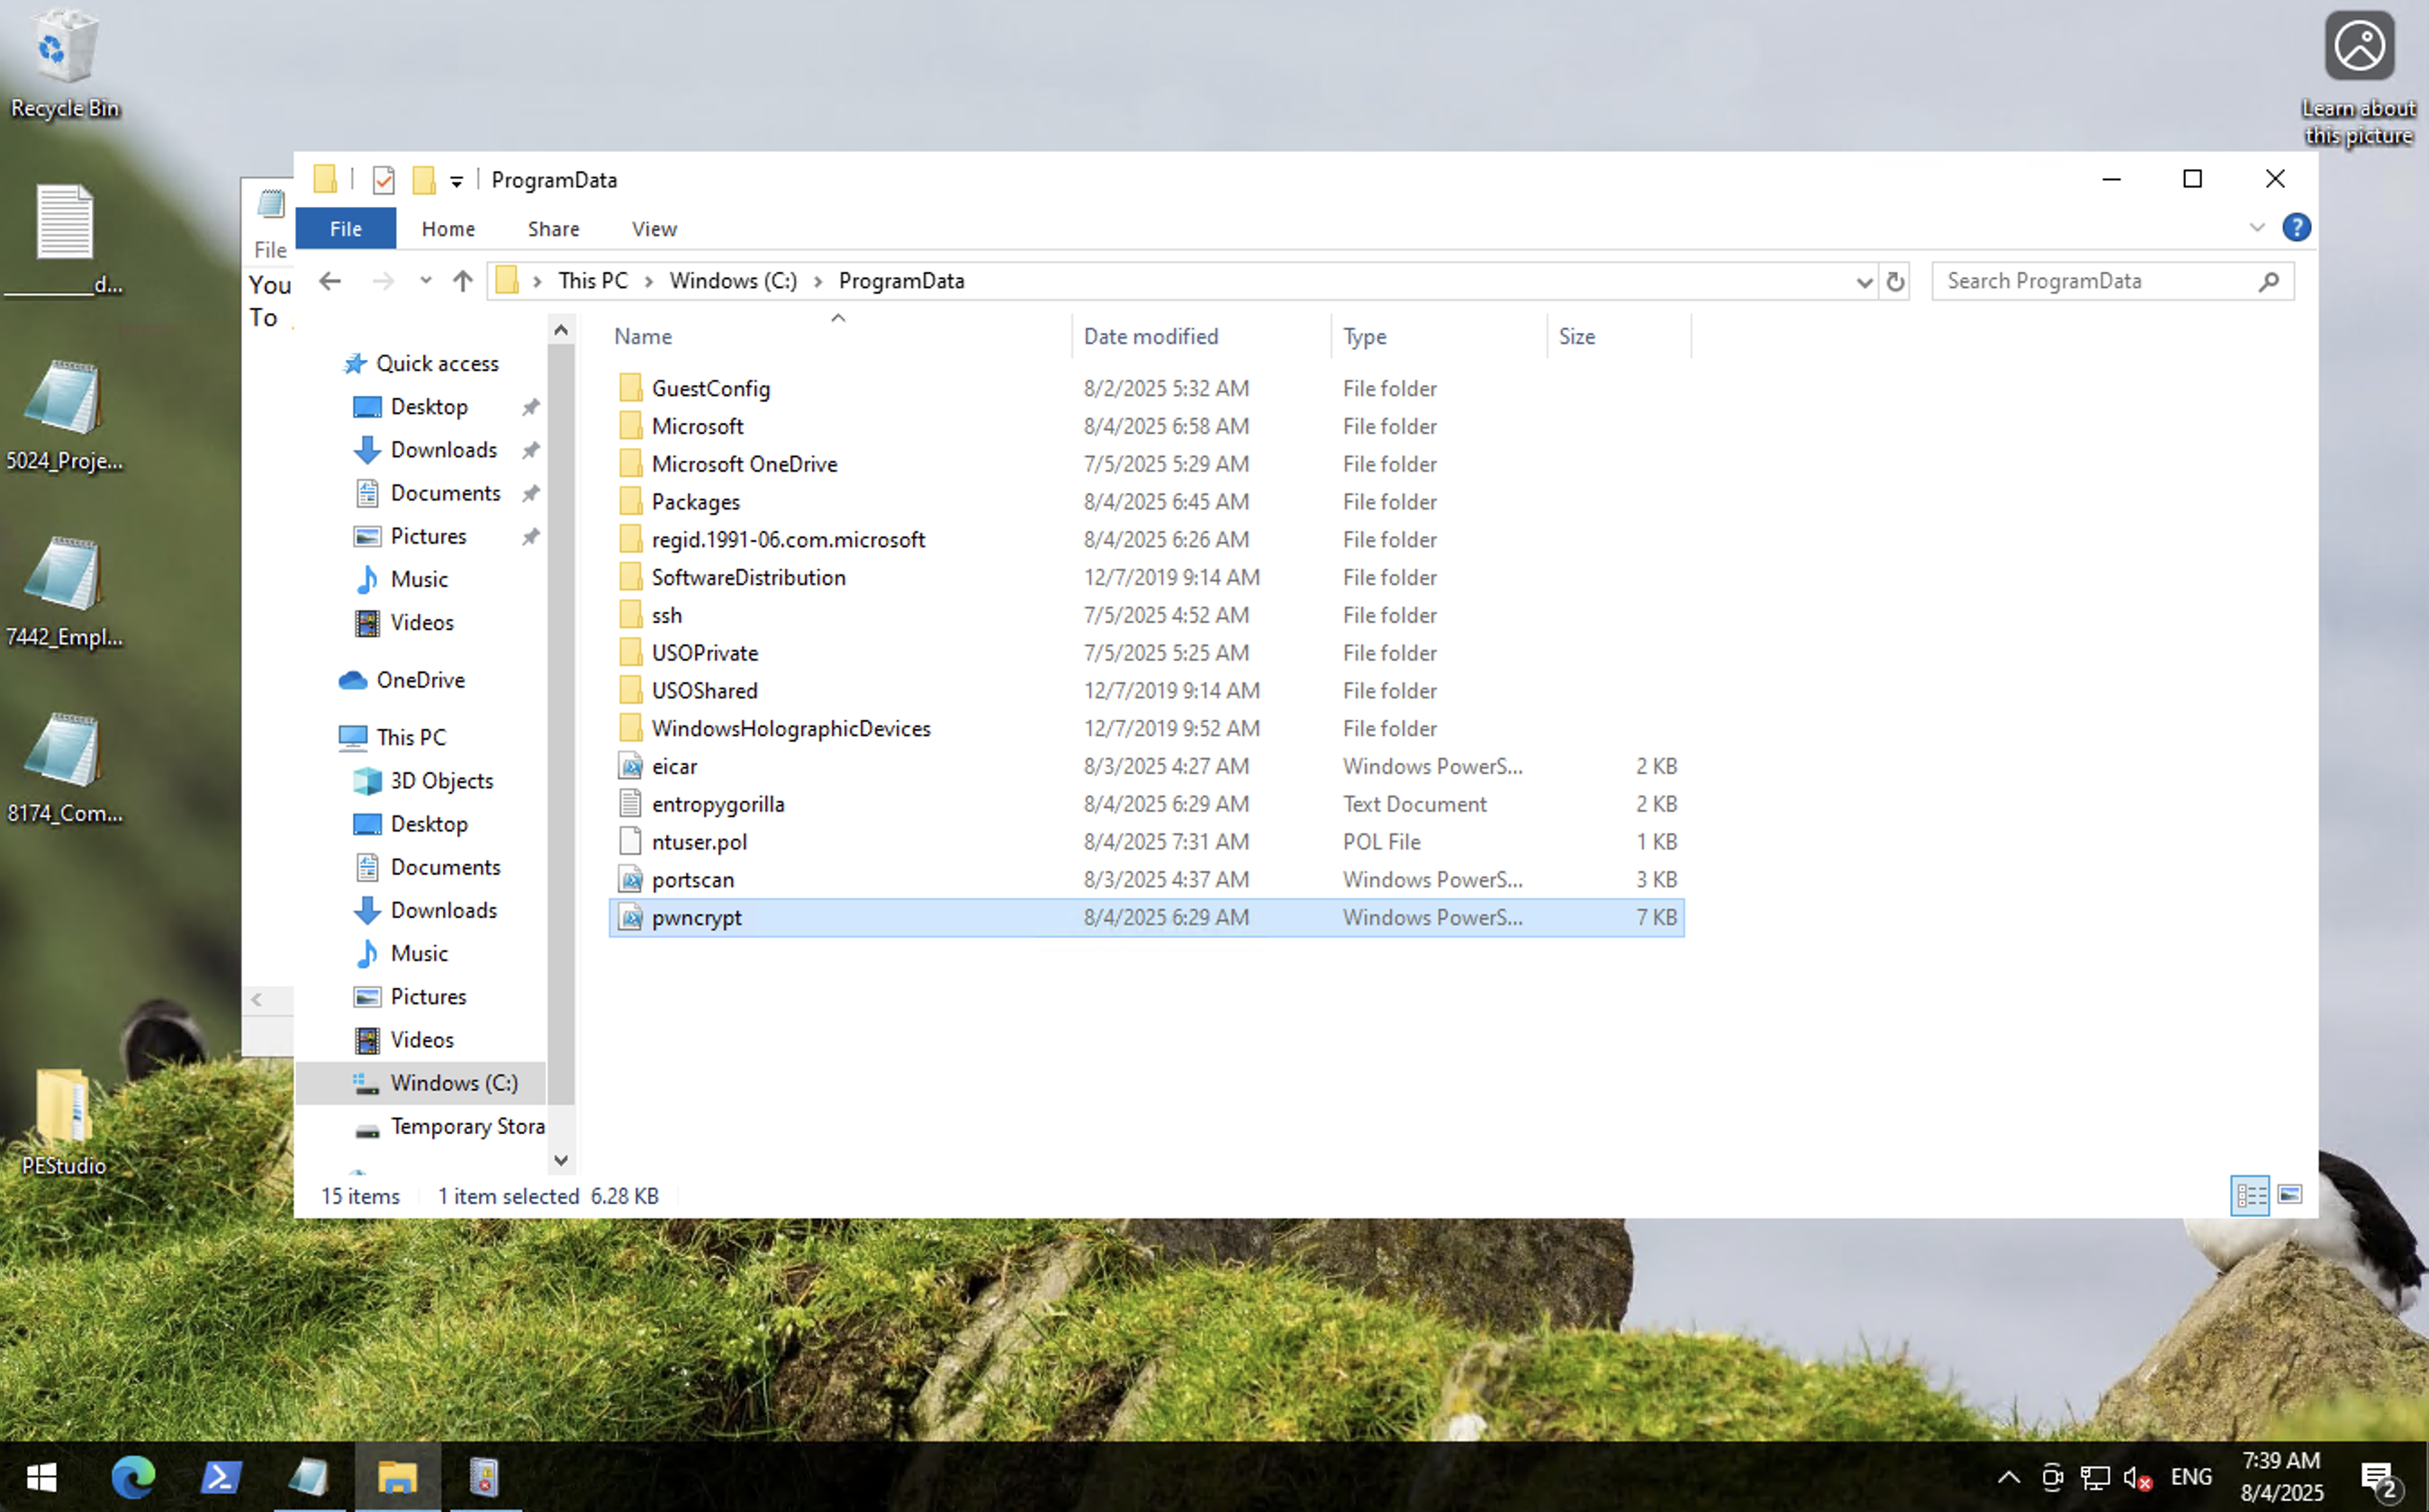 Recycle Bin
Learn about
this picture
__________d...
5024_Proje...
7442_Empl...
8174_Com...
PEStudio
File
You
To
ProgramData
File
Home
Share
View
This PC
Windows (C:)
ProgramData
Search ProgramData
Quick access
Desktop
Downloads
Documents
Pictures
Music
Videos
OneDrive
This PC
3D Objects
Desktop
Documents
Downloads
Music
Pictures
Videos
Windows (C:)
Temporary Stora
Name Date modified Type Size
GuestConfig 8/2/2025 5:32 AM File folder
Microsoft 8/4/2025 6:58 AM File folder
Microsoft OneDrive 7/5/2025 5:29 AM File folder
Packages 8/4/2025 6:45 AM File folder
regid.1991-06.com.microsoft 8/4/2025 6:26 AM File folder
SoftwareDistribution 12/7/2019 9:14 AM File folder
ssh 7/5/2025 4:52 AM File folder
USOPrivate 7/5/2025 5:25 AM File folder
USOShared 12/7/2019 9:14 AM File folder
WindowsHolographicDevices 12/7/2019 9:52 AM File folder
eicar 8/3/2025 4:27 AM Windows PowerS... 2 KB
entropygorilla 8/4/2025 6:29 AM Text Document 2 KB
ntuser.pol 8/4/2025 7:31 AM POL File 1 KB
portscan 8/3/2025 4:37 AM Windows PowerS... 3 KB
pwncrypt 8/4/2025 6:29 AM Windows PowerS... 7 KB
15 items
1 item selected 6.28 KB
ENG
7:39 AM
8/4/2025
2